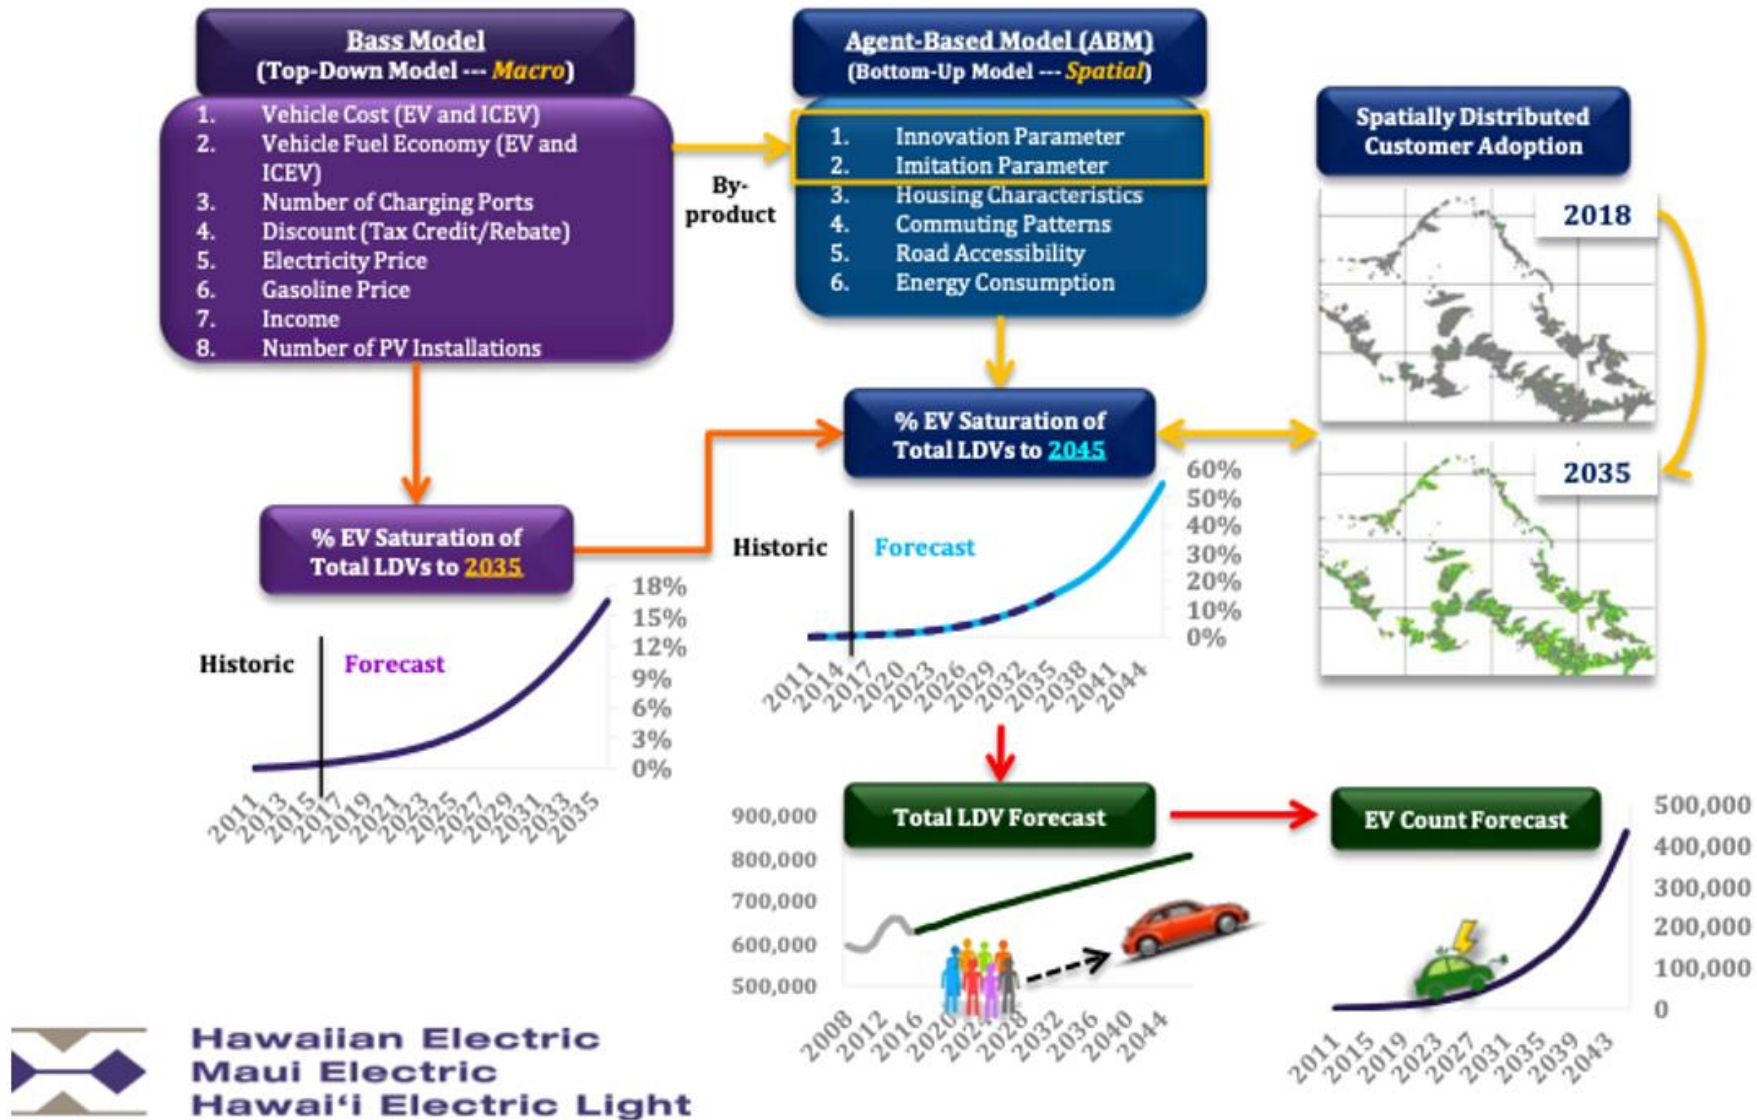 Bass Model
(Top-Down Model --- Macro)
1. Vehicle Cost (EV and ICEV)
2. Vehicle Fuel Economy (EV and
ICEV)
3. Number of Charging Ports
4. Discount (Tax Credit/Rebate)
5. Electricity Price
6. Gasoline Price
7. Income
8. Number of PV Installations
By-
product
Agent-Based Model (ABM)
(Bottom-Up Model --- Spatial)
1. Innovation Parameter
2. Imitation Parameter
3. Housing Characteristics
4. Commuting Patterns
5. Road Accessibility
6. Energy Consumption
Spatially Distributed
Customer Adoption
2018
2035
% EV Saturation of
Total LDVs to 2035
Historic
Forecast
18%
15%
12%
9%
6%
3%
0%
2011
2013
2015
2017
2019
2021
2023
2025
2027
2029
2031
2033
2035
% EV Saturation of
Total LDVs to 2045
Historic
Forecast
60%
50%
40%
30%
20%
10%
0%
2011
2014
2017
2020
2023
2026
2029
2032
2035
2038
2041
2044
Total LDV Forecast
900,000
800,000
700,000
600,000
500,000
2008
2012
2016
2020
2024
2028
2032
2036
2040
2044
EV Count Forecast
500,000
400,000
300,000
200,000
100,000
0
2011
2015
2019
2023
2027
2031
2035
2039
2043
Hawaiian Electric
Maui Electric
Hawai‘i Electric Light